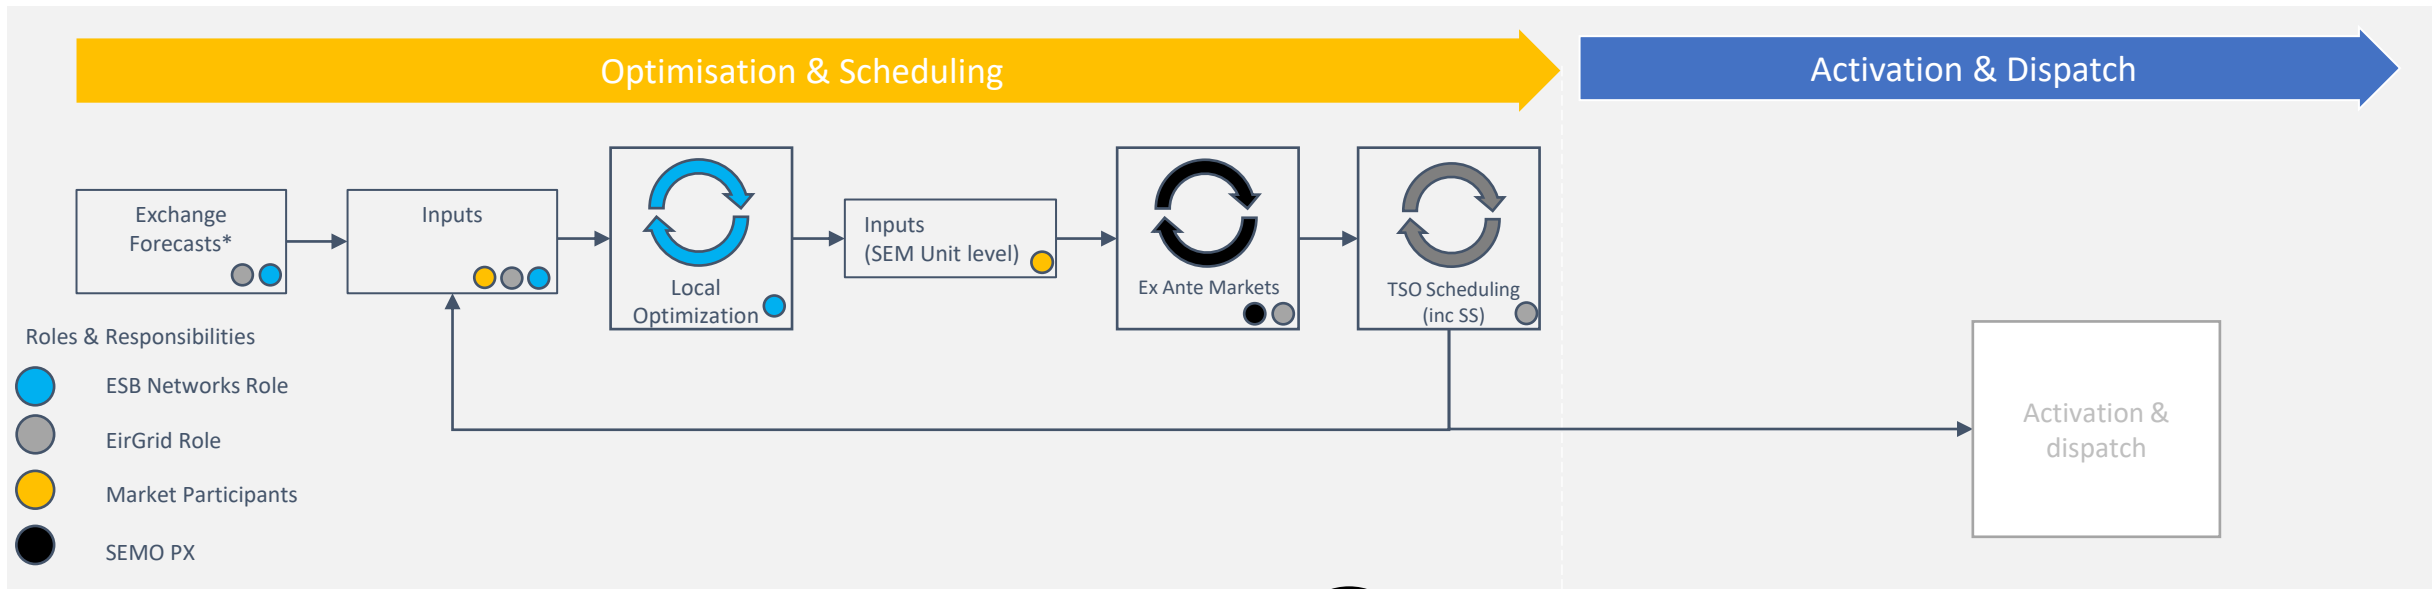 Optimisation & Scheduling
Activation & Dispatch
Exchange
Forecasts*
Inputs
Local
Optimization
Inputs
(SEM Unit level)
Ex Ante Markets
TSO Scheduling
(inc SS)
Activation &
dispatch
Roles & Responsibilities
ESB Networks Role
EirGrid Role
Market Participants
SEMO PX